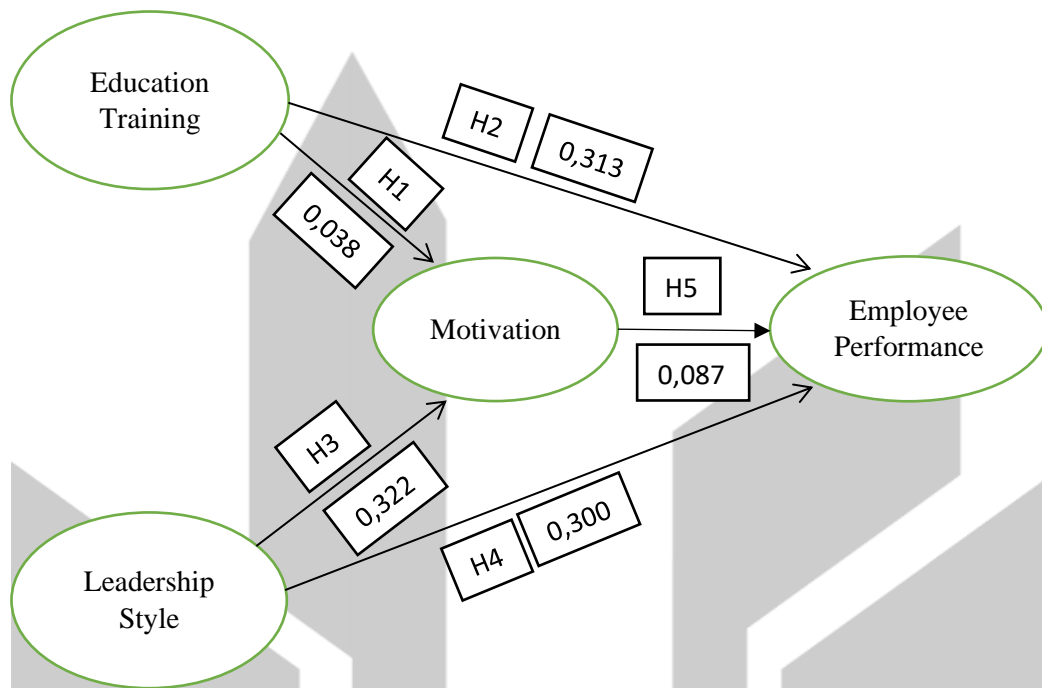 Education
Training
H2
0,313
H1
0,038
H5
Motivation
Employee
Performance
0,087
H3
0,322
H4
0,300
Leadership
Style